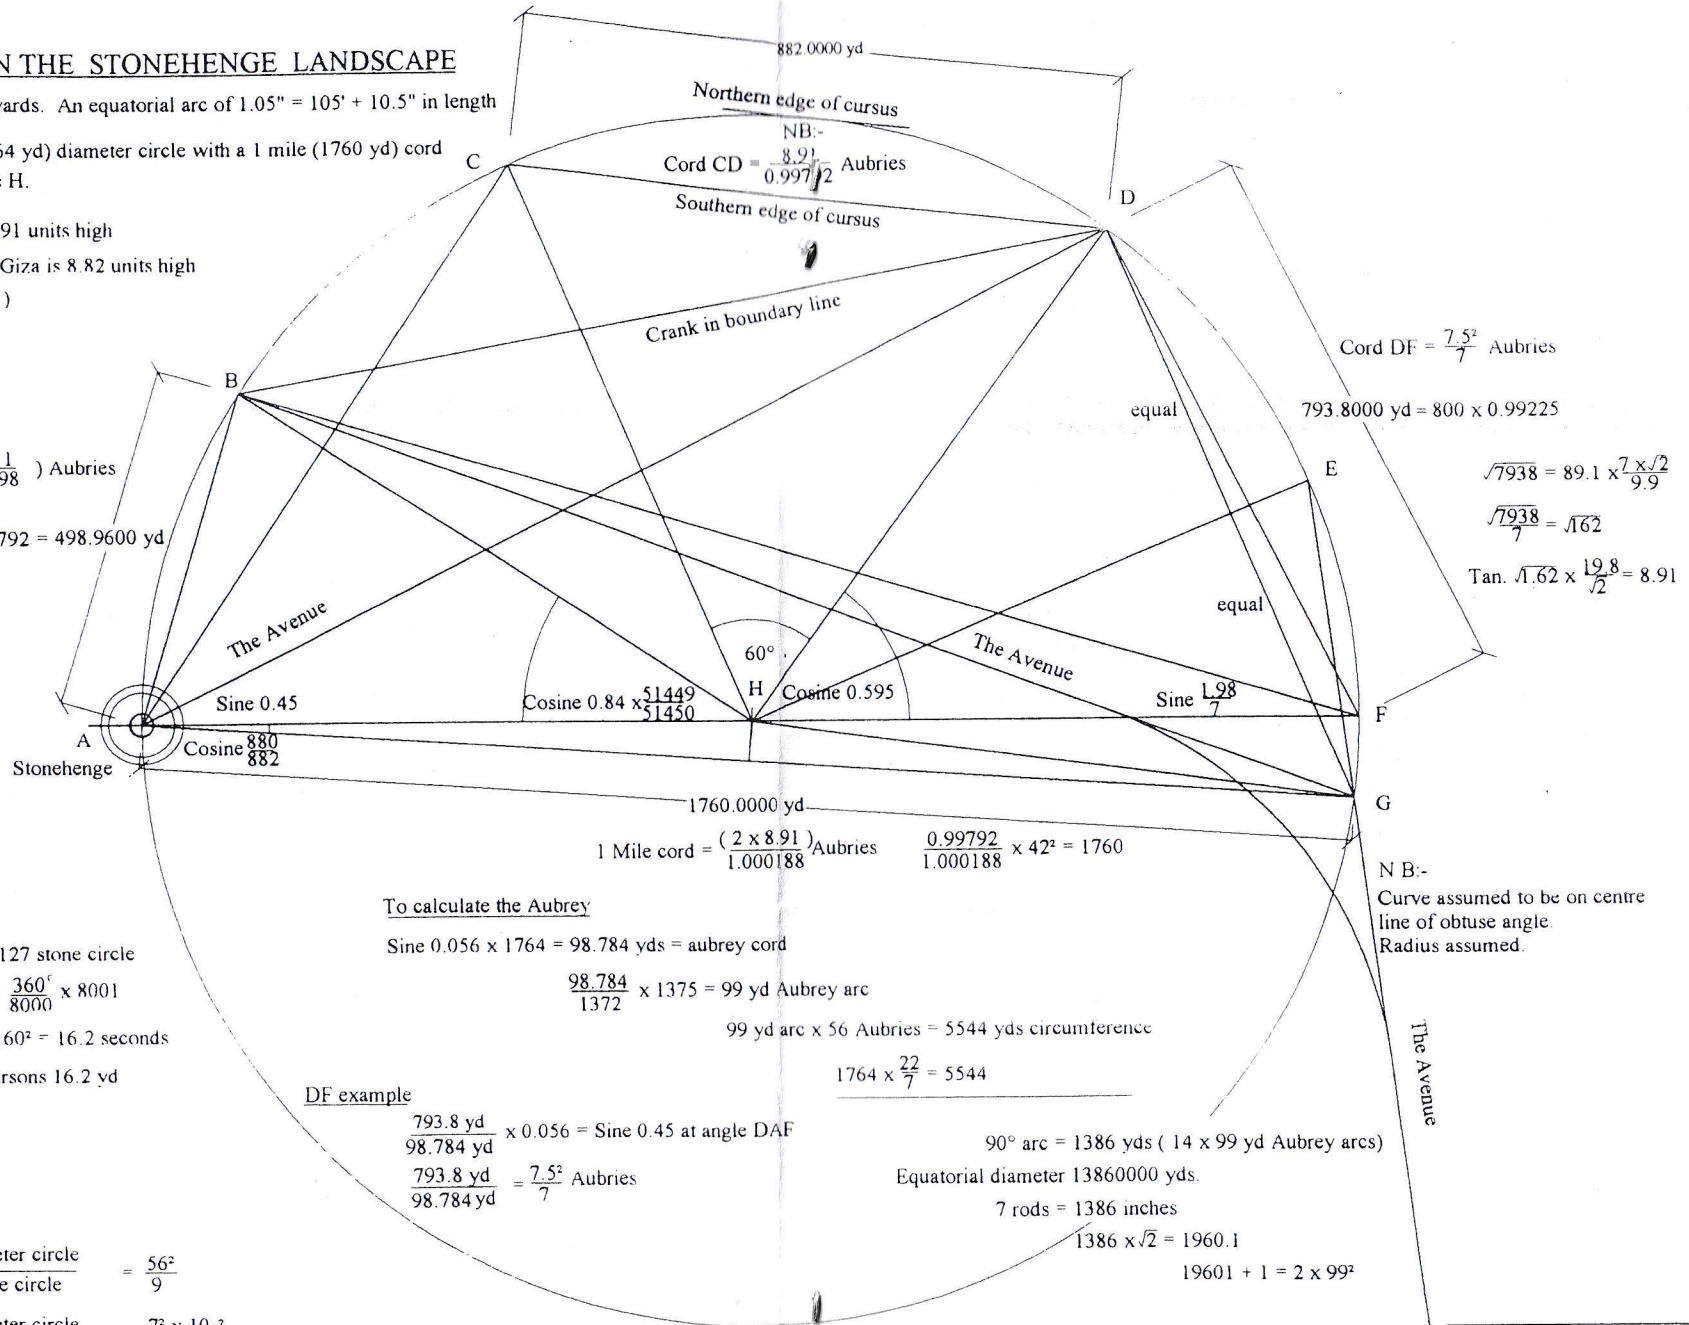 N THE STONEHENGE LANDSCAPE
yards. An equatorial arc of 1.05" = 105' + 10.5" in length
64 yd) diameter circle with a 1 mile (1760 yd) cord
H.
91 units high
Giza is 8.82 units high
)
882.0000 yd
Northern edge of cursus
NB:-
Cord CD = 8.91/0.99792 Aubries
Southern edge of cursus
C
D
Crank in boundary line
B
1/98 ) Aubries
792 = 498.9600 yd
Cord DF = 7.5²/7 Aubries
equal
793.8000 yd = 800 x 0.99225
E
√7938 = 89.1 x 7 x√2/9.9
√7938/7 = √162
Tan. √1.62 x 19.8/√2 = 8.91
equal
The Avenue
The Avenue
60°
Sine 0.45
Cosine 0.84 x 51449/51450
H
Cosine 0.595
Sine 1.98/7
F
A
Cosine 880/882
Stonehenge
G
1760.0000 yd
1 Mile cord = ( 2 x 8.91 )/1.000188 Aubries
0.99792/1.000188 x 42² = 1760
N B:-
Curve assumed to be on centre
line of obtuse angle.
Radius assumed.
To calculate the Aubrey
Sine 0.056 x 1764 = 98.784 yds = aubrey cord
98.784/1372 x 1375 = 99 yd Aubrey arc
99 yd arc x 56 Aubries = 5544 yds circumference
1764 x 22/7 = 5544
127 stone circle
360°/8000 x 8001
60² = 16.2 seconds
rsons 16.2 yd
The Avenue
DF example
793.8 yd/98.784 yd x 0.056 = Sine 0.45 at angle DAF
793.8 yd/98.784 yd = 7.5²/7 Aubries
90° arc = 1386 yds ( 14 x 99 yd Aubrey arcs)
Equatorial diameter 13860000 yds.
7 rods = 1386 inches
1386 x√2 = 1960.1
19601 + 1 = 2 x 99²
eter circle/e circle = 56²/9
eter circle 7² x 10